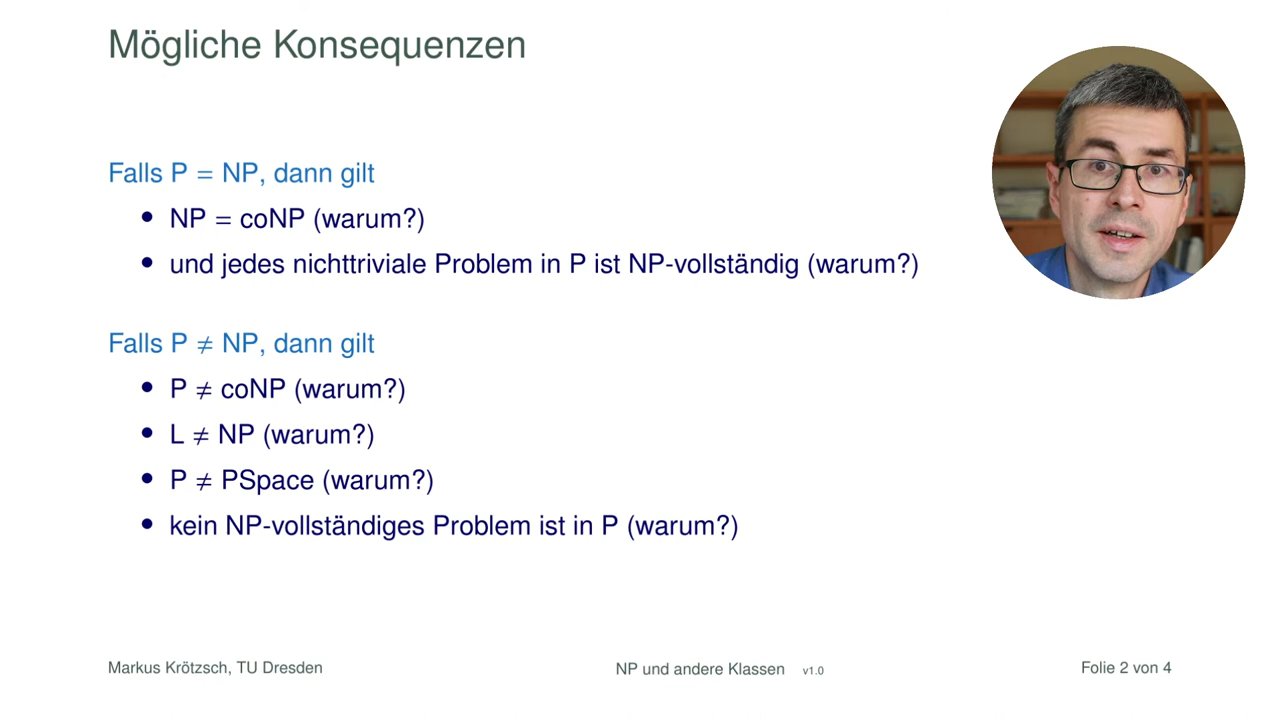 Mögliche Konsequenzen
Falls P = NP, dann gilt
• NP = coNP (warum?)
• und jedes nichttriviale Problem in P ist NP-vollständig (warum?)
Falls P ≠ NP, dann gilt
• P ≠ coNP (warum?)
• L ≠ NP (warum?)
• P ≠ PSpace (warum?)
• kein NP-vollständiges Problem ist in P (warum?)
Markus Krötzsch, TU Dresden NP und andere Klassen v1.0 Folie 2 von 4